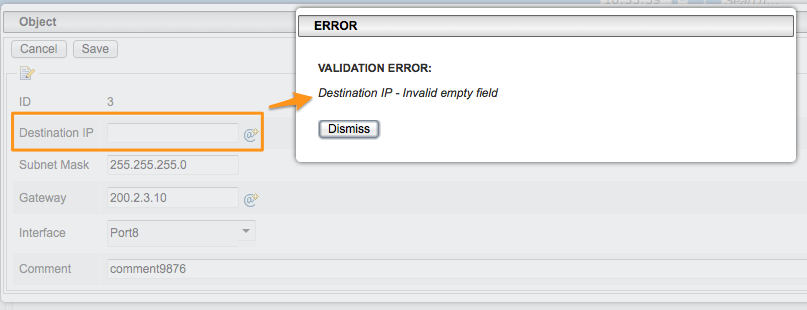 Object
ERROR
Cancel Save
VALIDATION ERROR:
Destination IP - Invalid empty field
Dismiss
ID 3
Destination IP
Subnet Mask 255.255.255.0
Gateway 200.2.3.10
Interface Port8
Comment comment9876